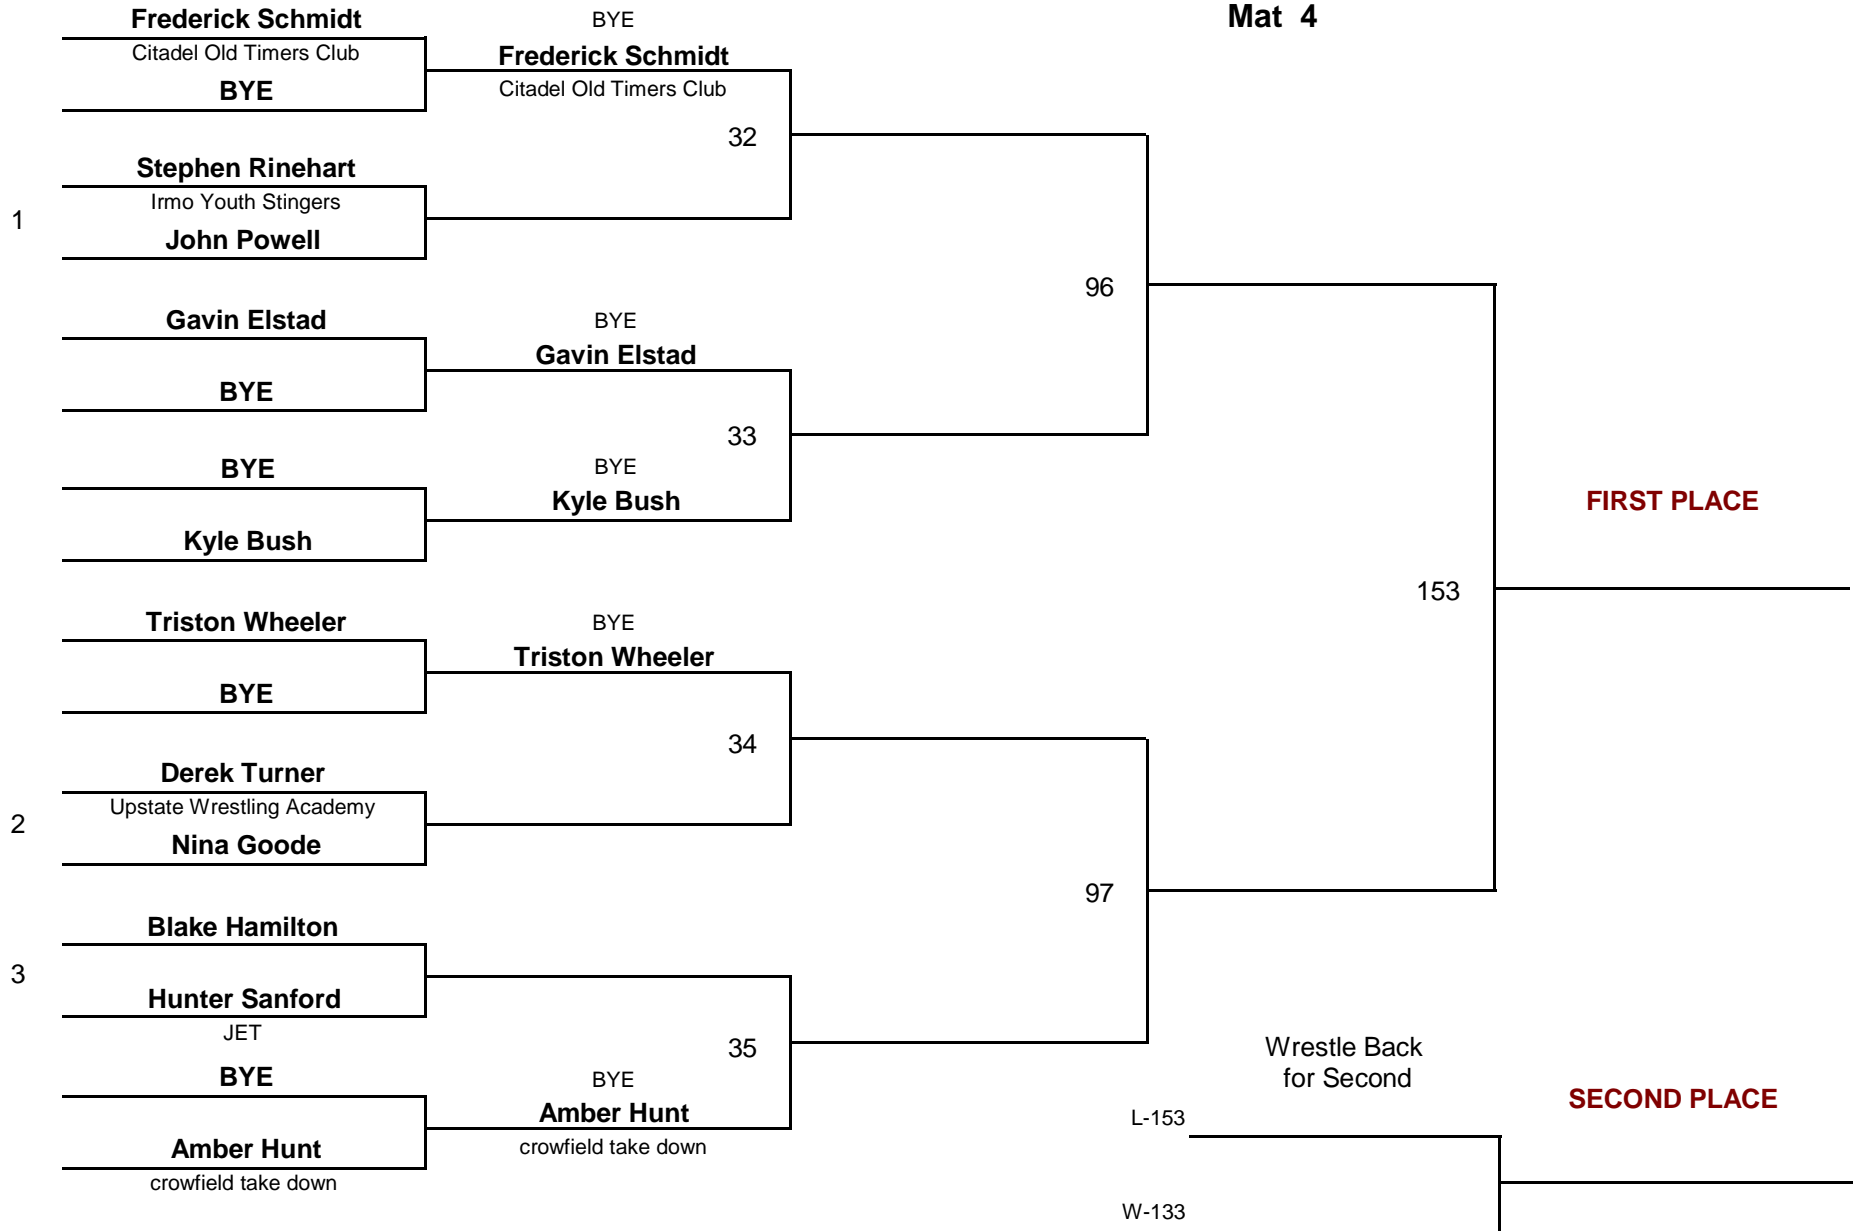 Frederick Schmidt
Citadel Old Timers Club
BYE
BYE
Frederick Schmidt
Citadel Old Timers Club
Mat 4
32
1
Stephen Rinehart
Irmo Youth Stingers
John Powell
96
Gavin Elstad
BYE
BYE
Gavin Elstad
33
BYE
Kyle Bush
BYE
Kyle Bush
FIRST PLACE
153
Triston Wheeler
BYE
BYE
Triston Wheeler
34
2
Derek Turner
Upstate Wrestling Academy
Nina Goode
97
3
Blake Hamilton
Hunter Sanford
JET
35
BYE
Amber Hunt
crowfield take down
BYE
Amber Hunt
crowfield take down
Wrestle Back
for Second
SECOND PLACE
L-153
W-133